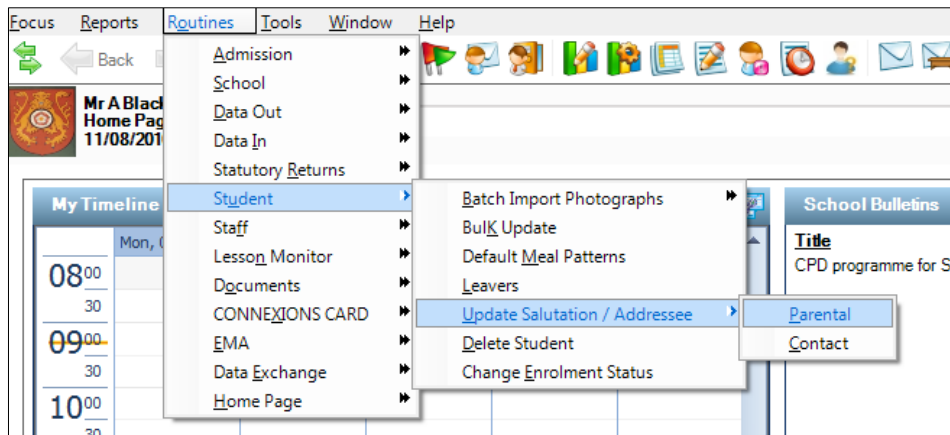 Focus Reports Routines Tools Window Help
Back
Mr A Black
Home Pag
11/08/201
Admission
School
Data Out
Data In
Statutory Returns
Student
Staff
Lesson Monitor
Documents
CONNEXIONS CARD
EMA
Data Exchange
Home Page
Batch Import Photographs
BulK Update
Default Meal Patterns
Leavers
Update Salutation / Addressee
Delete Student
Change Enrolment Status
Parental
Contact
My Timeline
Mon, 0
08 00
30
09 00
30
10 00
30
School Bulletins
Title
CPD programme for S